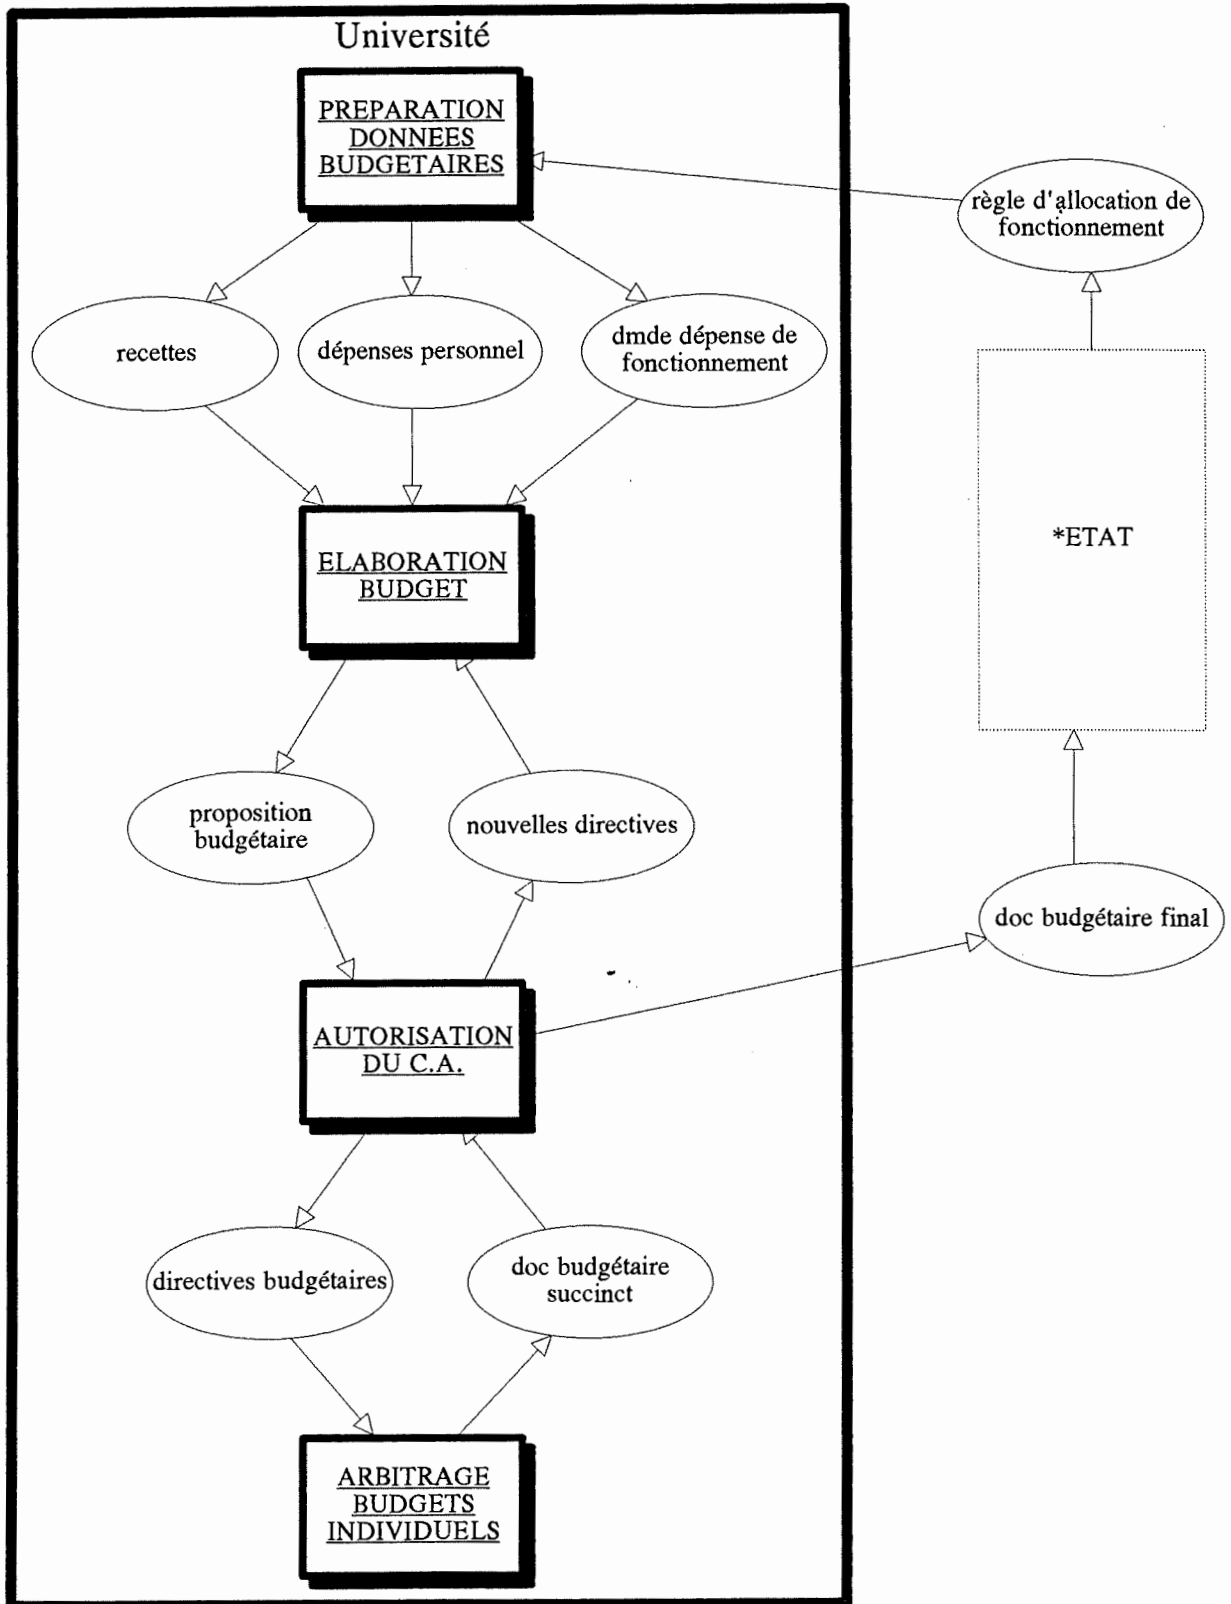 Université
PREPARATION
DONNEES
BUDGETAIRES
règle d'allocation de
fonctionnement
recettes
dépenses personnel
dmde dépense de
fonctionnement
*ETAT
ELABORATION
BUDGET
proposition
budgétaire
nouvelles directives
doc budgétaire final
AUTORISATION
DU C.A.
directives budgétaires
doc budgétaire
succinct
ARBITRAGE
BUDGETS
INDIVIDUELS